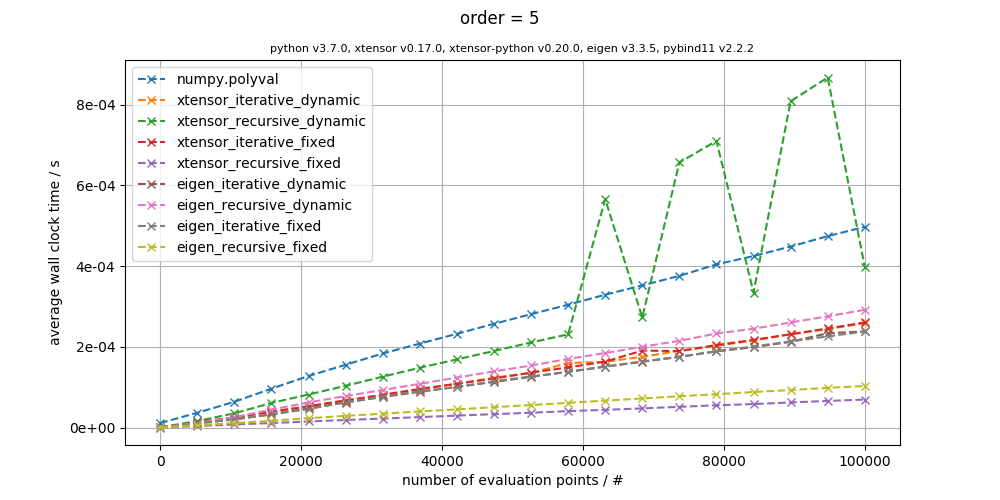 order = 5
python v3.7.0, xtensor v0.17.0, xtensor-python v0.20.0, eigen v3.3.5, pybind11 v2.2.2
numpy.polyval
xtensor_iterative_dynamic
xtensor_recursive_dynamic
xtensor_iterative_fixed
xtensor_recursive_fixed
eigen_iterative_dynamic
eigen_recursive_dynamic
eigen_iterative_fixed
eigen_recursive_fixed
average wall clock time / s
8e-04
6e-04
4e-04
2e-04
0e+00
0 20000 40000 60000 80000 100000
number of evaluation points / #